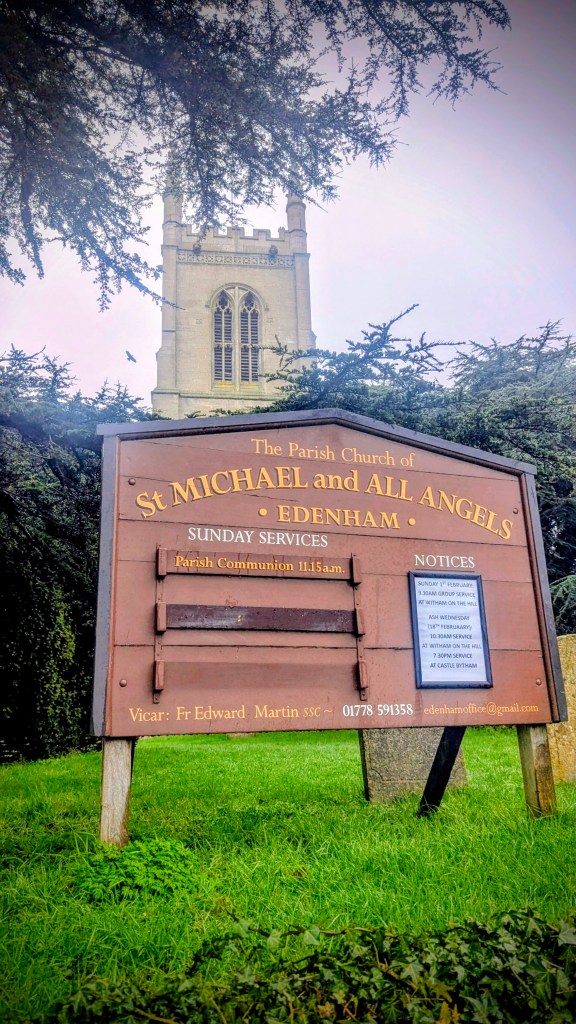 The Parish Church of
St MICHAEL and ALL ANGELS
• EDENHAM •
SUNDAY SERVICES
Parish Communion 11.15a.m.
NOTICES
SUNDAY 1ST FEBRUARY
9.30AM GROUP SERVICE
AT WITHAM ON THE HILL
ASH WEDNESDAY
(18TH FEBRUAARY):
10.30AM SERVICE
AT WITHAM ON THE HILL
7.30PM SERVICE
AT CASTLE BYTHAM
Vicar: Fr Edward Martin SSC ~ 01778 591358 edenhamoffice@gmail.com